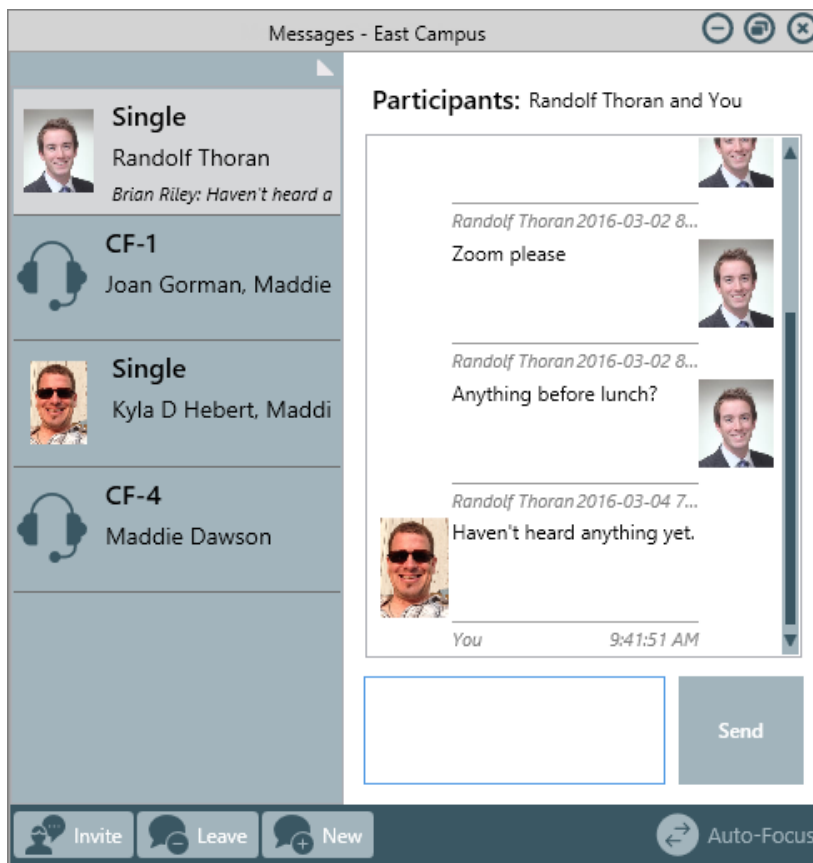 Messages - East Campus
Single
Randolf Thoran
Brian Riley: Haven't heard a
CF-1
Joan Gorman, Maddie
Single
Kyla D Hebert, Maddi
CF-4
Maddie Dawson
Participants: Randolf Thoran and You
Randolf Thoran 2016-03-02 8...
Zoom please
Randolf Thoran 2016-03-02 8...
Anything before lunch?
Randolf Thoran 2016-03-04 7...
Haven't heard anything yet.
You 9:41:51 AM
Send
Invite Leave New Auto-Focus